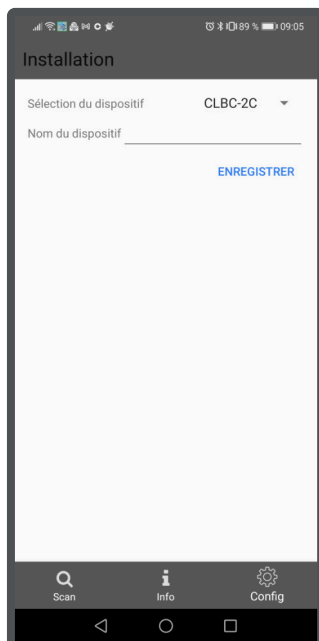 89 % 09:05
Installation
Sélection du dispositif CLBC-2C
Nom du dispositif
ENREGISTRER
Scan Info Config